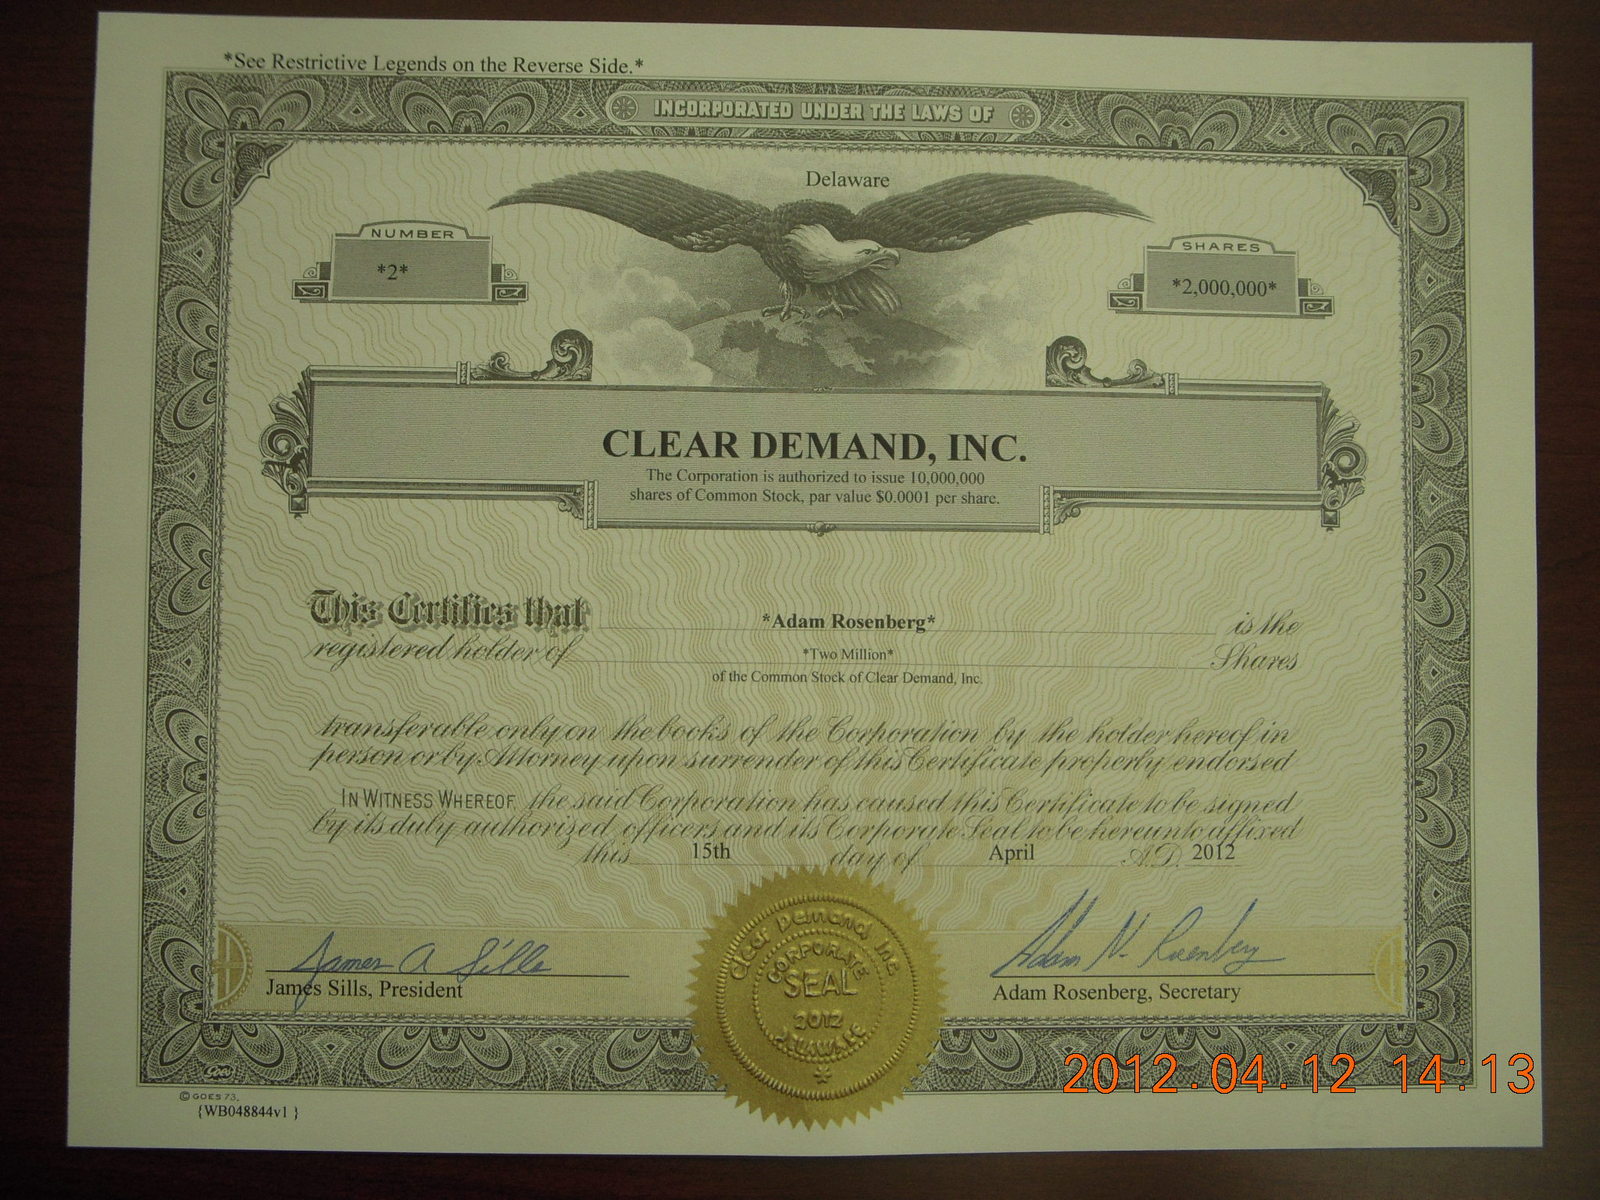 *See Restrictive Legends on the Reverse Side.*
INCORPORATED UNDER THE LAWS OF
Delaware
NUMBER
*2*
SHARES
*2,000,000*
CLEAR DEMAND, INC.
The Corporation is authorized to issue 10,000,000
shares of Common Stock, par value $0.0001 per share.
This Certifies that *Adam Rosenberg* is the
registered holder of *Two Million* Shares
of the Common Stock of Clear Demand, Inc.
transferable only on the books of the Corporation by the holder hereof in
person or by Attorney upon surrender of this Certificate properly endorsed
IN WITNESS WHEREOF, the said Corporation has caused this Certificate to be signed
by its duly authorized officers and its Corporate Seal to be hereunto affixed
this 15th day of April A.D. 2012
James A Sills
James Sills, President
Clear Demand, Inc.
CORPORATE
SEAL
2012
DELAWARE
*
Adam N. Rosenberg
Adam Rosenberg, Secretary
2012.04.12 14:13
Goes
© GOES 73.
{WB048844v1 }